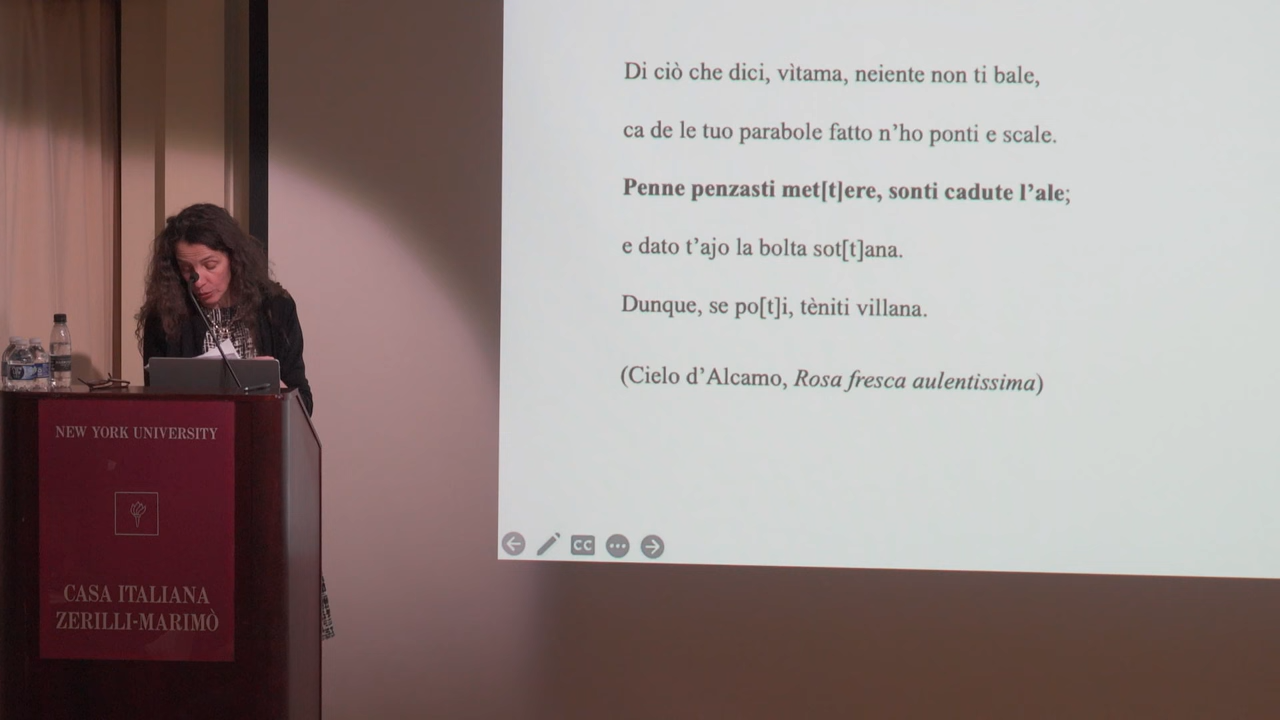 Di ciò che dici, vìtama, neiente non ti bale,
ca de le tuo parabole fatto n’ho ponti e scale.
Penne penzasti met[t]ere, sonti cadute l’ale;
e dato t’ajo la bolta sot[t]ana.
Dunque, se po[t]i, tèniti villana.
(Cielo d’Alcamo, Rosa fresca aulentissima)
CC
NEW YORK UNIVERSITY
CASA ITALIANA
ZERILLI-MARIMÒ